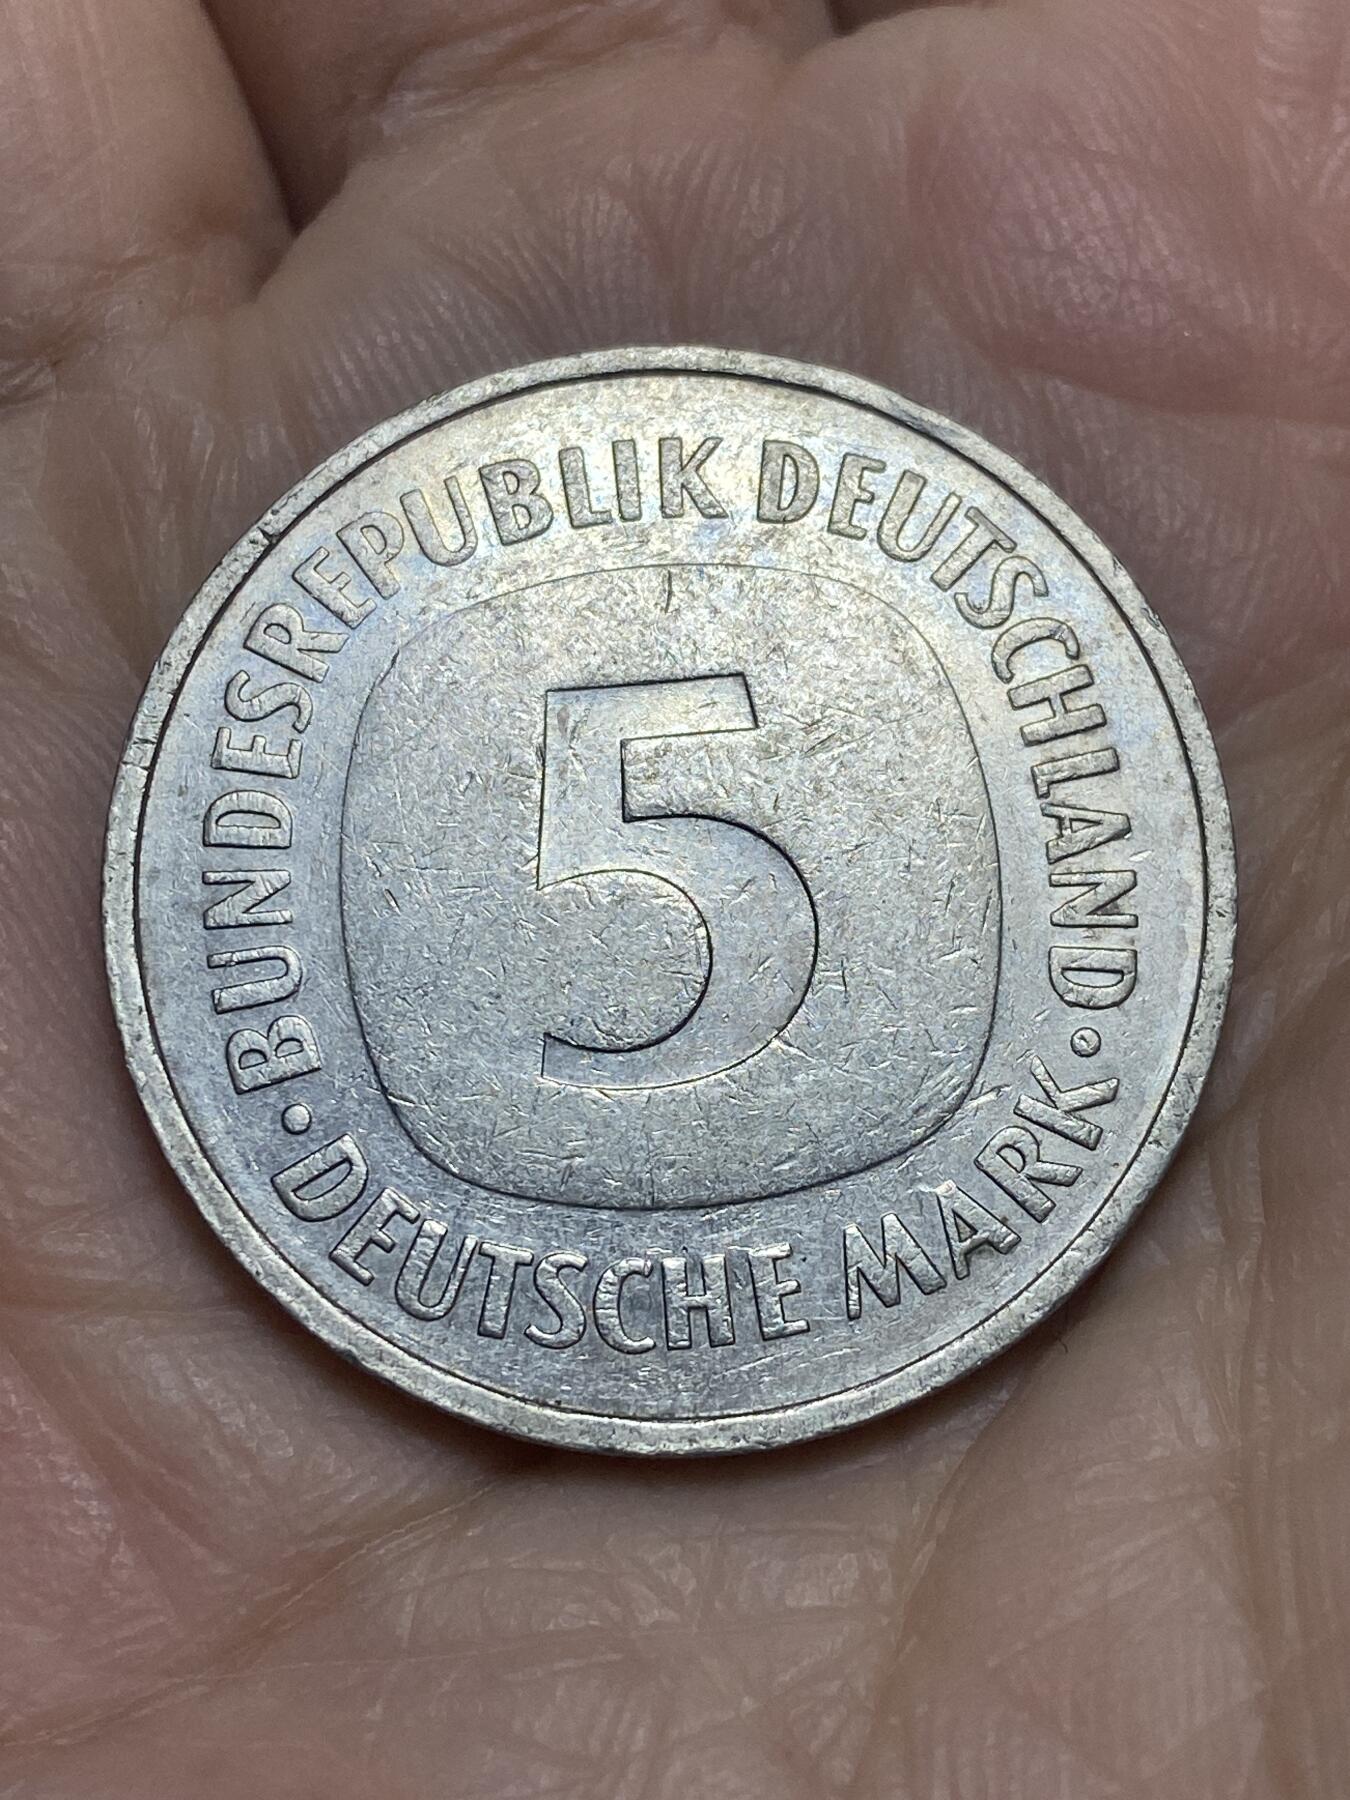 BUNDESREPUBLIK DEUTSCHLAND
5
· DEUTSCHE MARK ·